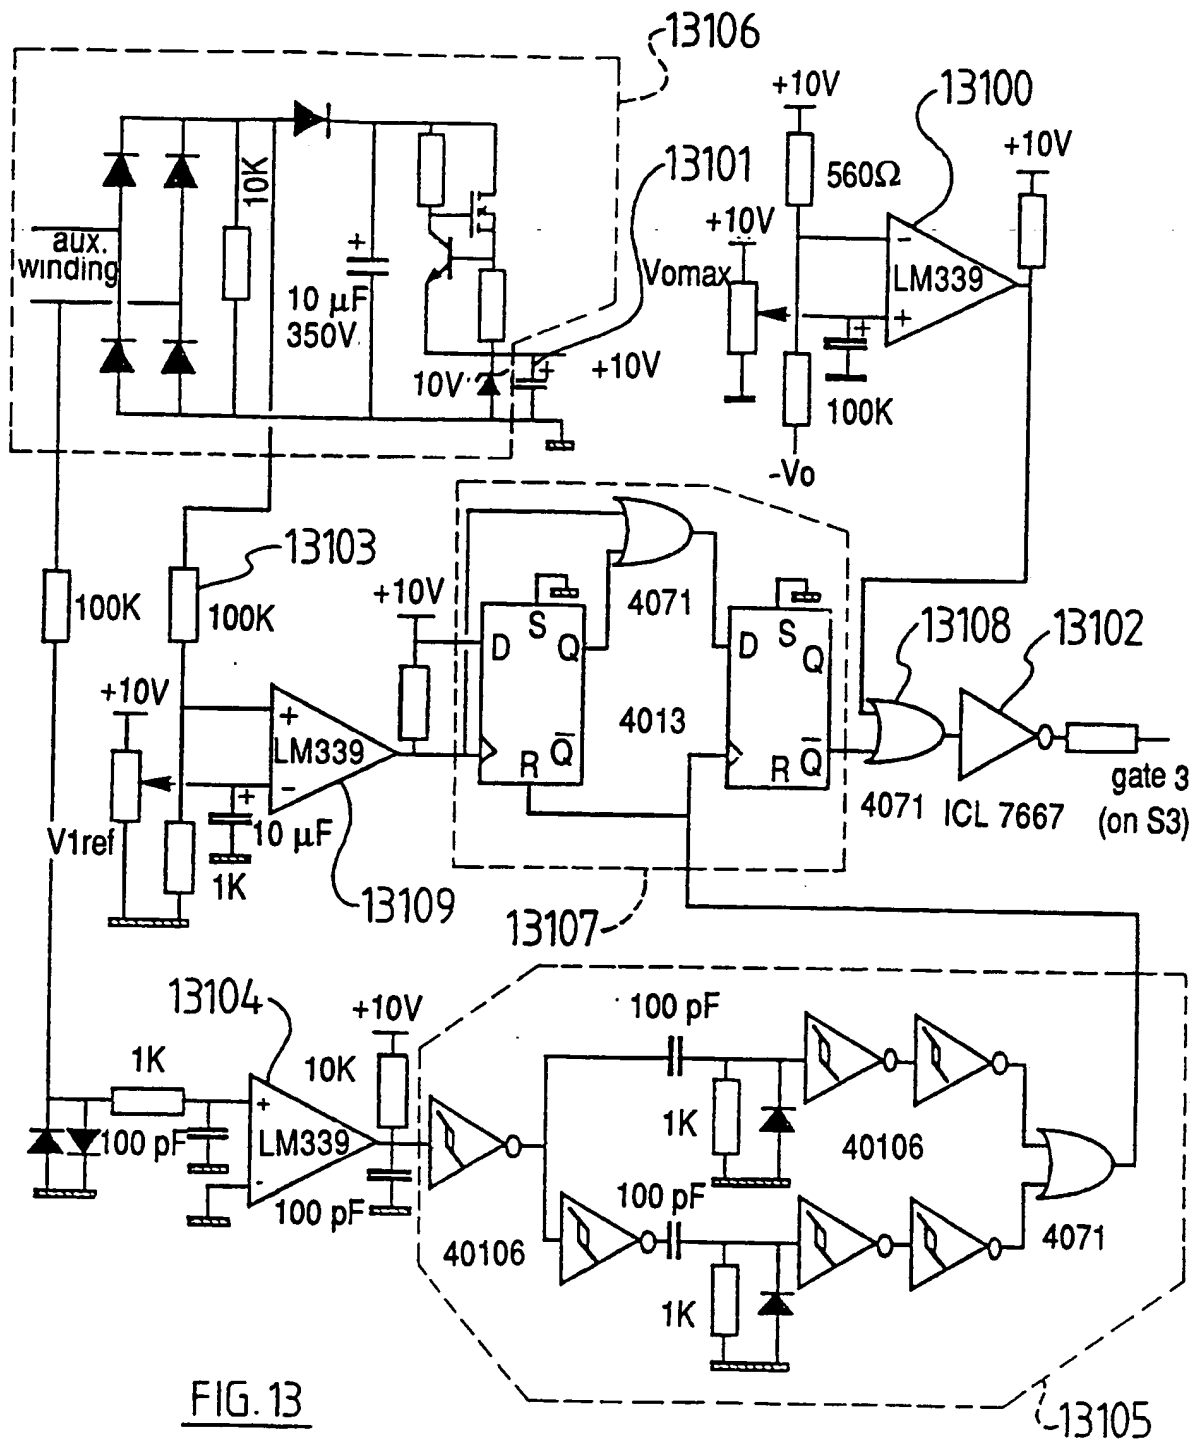 13106
+10V
13100
+10V
13101
10K
560Ω
+10V
aux.
winding
+
Vomax
-
LM339
10 µF
350V
+
+
10V
+
+10V
100K
-Vo
13103
+10V
4071
13108
13102
100K
100K
S
D
Q
S
D
Q
+10V
+
LM339
4013
-
+
R
Q
R
Q
gate 3
(on S3)
V1ref
10 µF
4071
ICL 7667
1K
13109
13107
13104
+10V
100 pF
1K
10K
+
LM339
100 pF
1K
40106
-
100 pF
100 pF
40106
4071
1K
FIG. 13
13105